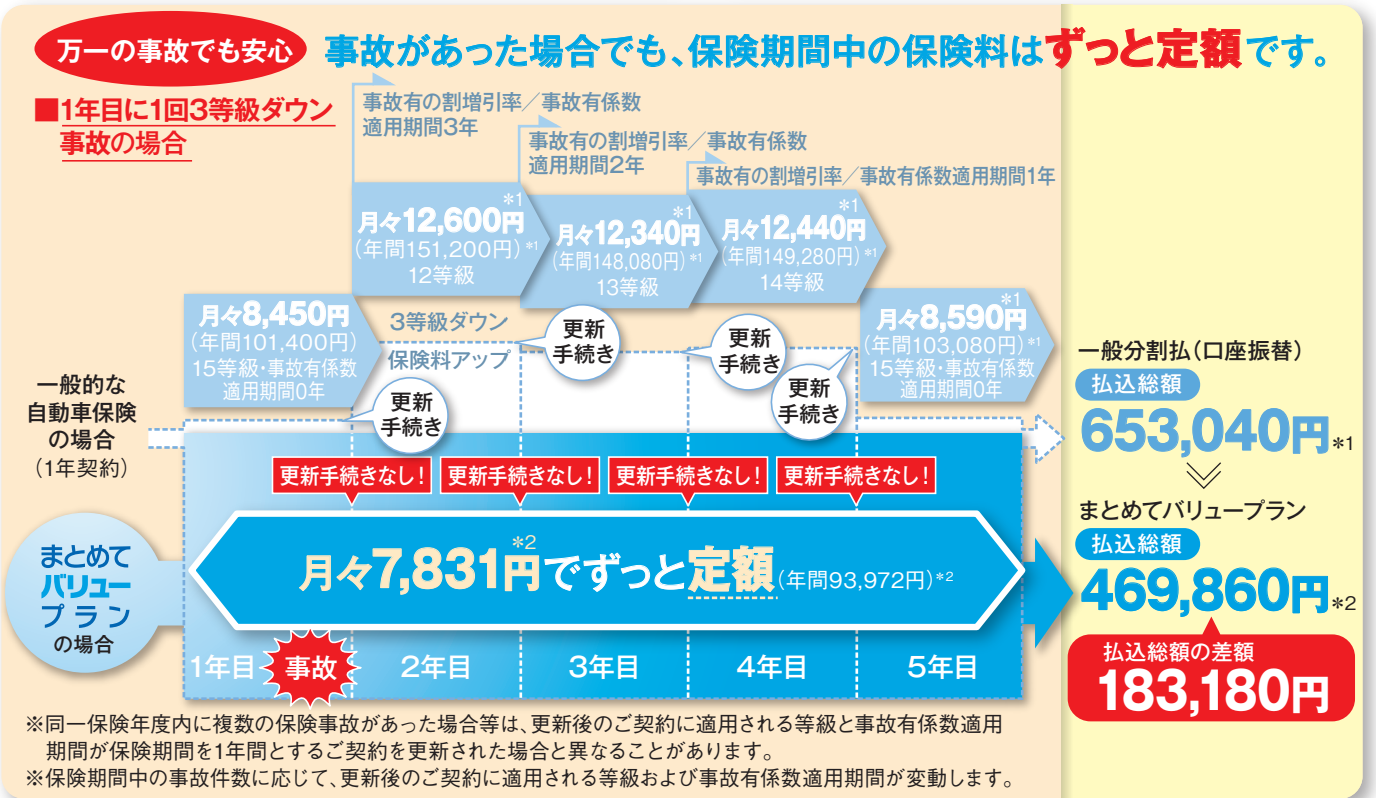 万一の事故でも安心
事故があった場合でも、保険期間中の保険料はずっと定額です。
■1年目に1回3等級ダウン
事故の場合
事故有の割増引率／事故有係数
適用期間3年
事故有の割増引率／事故有係数
適用期間2年
事故有の割増引率／事故有係数適用期間1年
月々12,600円*1
（年間151,200円）*1
12等級
月々12,340円*1
（年間148,080円）*1
13等級
月々12,440円*1
（年間149,280円）*1
14等級
月々8,450円
（年間101,400円）
15等級・事故有係数
適用期間0年
3等級ダウン
保険料アップ
更新
手続き
更新
手続き
更新
手続き
更新
手続き
月々8,590円*1
（年間103,080円）*1
15等級・事故有係数
適用期間0年
一般的な
自動車保険
の場合
（1年契約）
更新手続きなし！
更新手続きなし！
更新手続きなし！
更新手続きなし！
まとめて
バリュー
プラン
の場合
月々7,831円*2でずっと定額（年間93,972円）*2
1年目
事故
2年目
3年目
4年目
5年目
一般分割払（口座振替）
払込総額
653,040円*1
まとめてバリュープラン
払込総額
469,860円*2
払込総額の差額
183,180円
※同一保険年度内に複数の保険事故があった場合等は、更新後のご契約に適用される等級と事故有係数適用
期間が保険期間を1年間とするご契約を更新された場合と異なることがあります。
※保険期間中の事故件数に応じて、更新後のご契約に適用される等級および事故有係数適用期間が変動します。